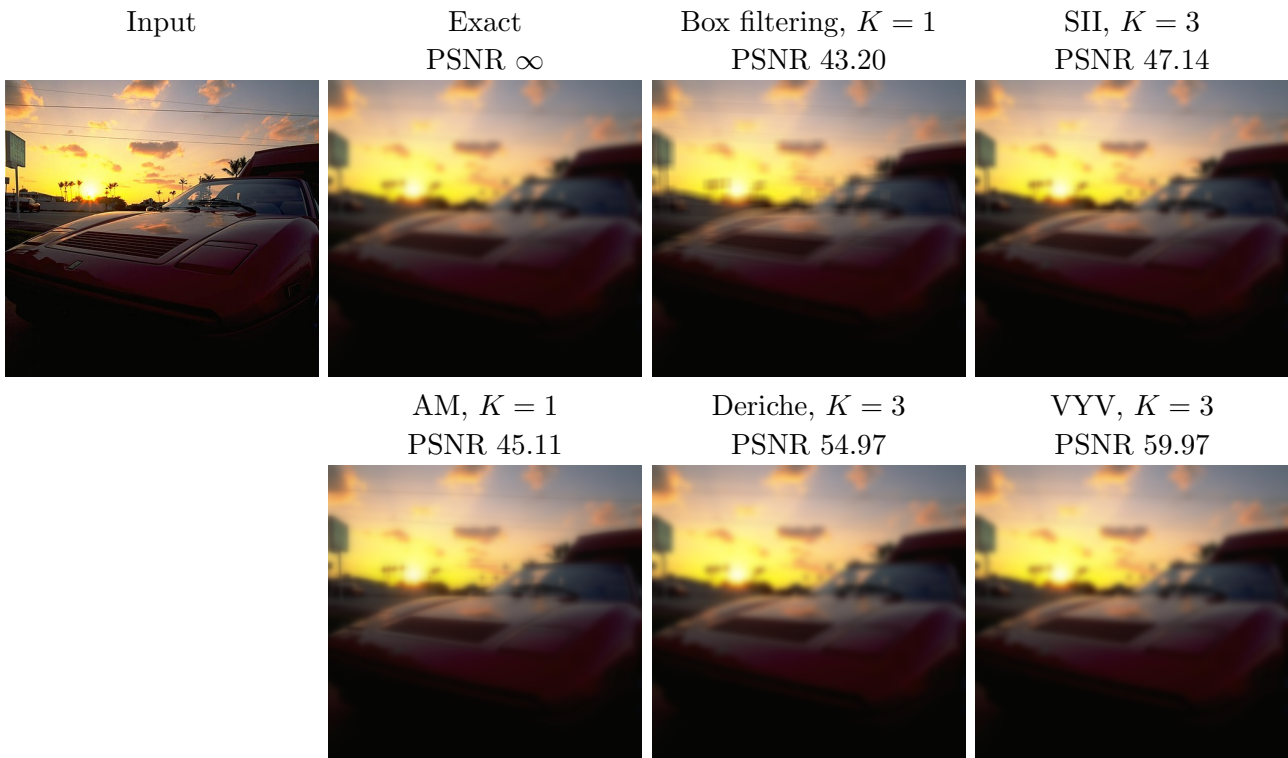 Input
Exact
PSNR ∞
Box filtering, K = 1
PSNR 43.20
SII, K = 3
PSNR 47.14
AM, K = 1
PSNR 45.11
Deriche, K = 3
PSNR 54.97
VYV, K = 3
PSNR 59.97